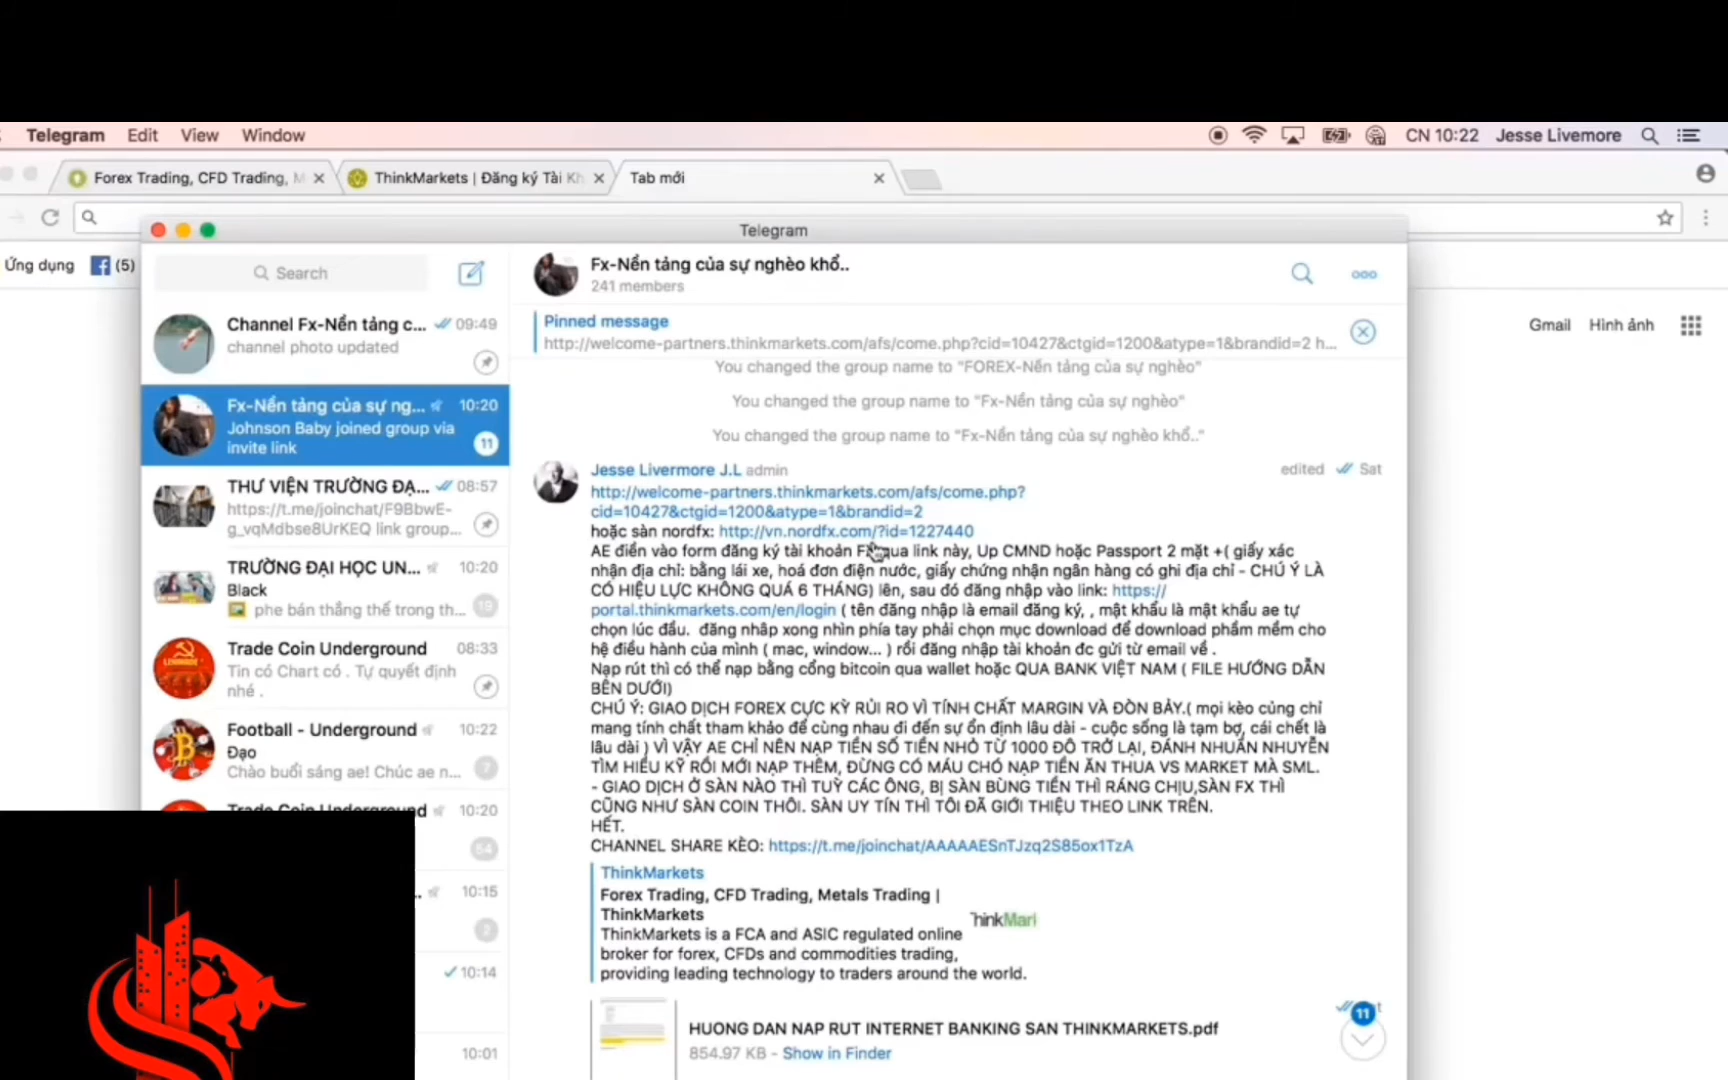 Telegram Edit View Window CN 10:22 Jesse Livemore
Forex Trading, CFD Trading, M
ThinkMarkets | Đăng ký Tài Kh
Tab mới
Telegram
Ứng dụng (5)
Gmail Hình ảnh
Search
Channel Fx-Nền tảng c... 09:49
channel photo updated
Fx-Nền tảng của sự ng... 10:20
Johnson Baby joined group via
invite link 11
THƯ VIỆN TRƯỜNG ĐẠ... 08:57
https://t.me/joinchat/F9BbwE-
g_vqMdbse8UrKEQ link group...
TRƯỜNG ĐẠI HỌC UN... 10:20
Black
phe bán thắng thế trong th... 19
Trade Coin Underground 08:33
Tin có Chart có . Tự quyết định
nhé .
Football - Underground 10:22
Đạo
Chào buổi sáng ae! Chúc ae n... 7
Trade Coin Underground 10:20
64
10:15
2
10:14
10:01
Fx-Nền tảng của sự nghèo khổ..
241 members
Pinned message
http://welcome-partners.thinkmarkets.com/afs/come.php?cid=10427&ctgid=1200&atype=1&brandid=2 h...
You changed the group name to "FOREX-Nền tảng của sự nghèo"
You changed the group name to "Fx-Nền tảng của sự nghèo"
You changed the group name to "Fx-Nền tảng của sự nghèo khổ.."
Jesse Livermore J.L admin edited Sat
http://welcome-partners.thinkmarkets.com/afs/come.php?
cid=10427&ctgid=1200&atype=1&brandid=2
hoặc sàn nordfx: http://vn.nordfx.com/?id=1227440
AE điền vào form đăng ký tài khoản FX qua link này, Up CMND hoặc Passport 2 mặt +( giấy xác
nhận địa chỉ: bằng lái xe, hoá đơn điện nước, giấy chứng nhận ngân hàng có ghi địa chỉ - CHÚ Ý LÀ
CÓ HIỆU LỰC KHÔNG QUÁ 6 THÁNG) lên, sau đó đăng nhập vào link: https://
portal.thinkmarkets.com/en/login ( tên đăng nhập là email đăng ký, , mật khẩu là mật khẩu ae tự
chọn lúc đầu. đăng nhâp xong nhìn phía tay phải chọn mục download để download phầm mềm cho
hệ điều hành của mình ( mac, window... ) rồi đăng nhập tài khoản đc gửi từ email về .
Nạp rút thì có thể nạp bằng cổng bitcoin qua wallet hoặc QUA BANK VIỆT NAM ( FILE HƯỚNG DẪN
BÊN DƯỚI)
CHÚ Ý: GIAO DỊCH FOREX CỰC KỲ RỦI RO VÌ TÍNH CHẤT MARGIN VÀ ĐÒN BẢY.( mọi kèo củng chỉ
mang tính chất tham khảo để cùng nhau đi đến sự ổn định lâu dài - cuộc sống là tạm bợ, cái chết là
lâu dài ) VÌ VẬY AE CHỈ NÊN NẠP TIỀN SỐ TIỀN NHỎ TỪ 1000 ĐÔ TRỞ LẠI, ĐÁNH NHUẦN NHUYỄN
TÌM HIỂU KỸ RỒI MỚI NẠP THÊM, ĐỪNG CÓ MÁU CHÓ NẠP TIỀN ĂN THUA VS MARKET MÀ SML.
- GIAO DỊCH Ở SÀN NÀO THÌ TUỲ CÁC ÔNG, BỊ SÀN BÙNG TIỀN THÌ RÁNG CHỊU,SÀN FX THÌ
CŨNG NHƯ SÀN COIN THÔI. SÀN UY TÍN THÌ TÔI ĐÃ GIỚI THIỆU THEO LINK TRÊN.
HẾT.
CHANNEL SHARE KÈO: https://t.me/joinchat/AAAAAESnTJzq2S85ox1TzA
ThinkMarkets
Forex Trading, CFD Trading, Metals Trading |
ThinkMarkets
ThinkMarkets is a FCA and ASIC regulated online
broker for forex, CFDs and commodities trading,
providing leading technology to traders around the world.
ThinkMari
HUONG DAN NAP RUT INTERNET BANKING SAN THINKMARKETS.pdf
854.97 KB - Show in Finder
11